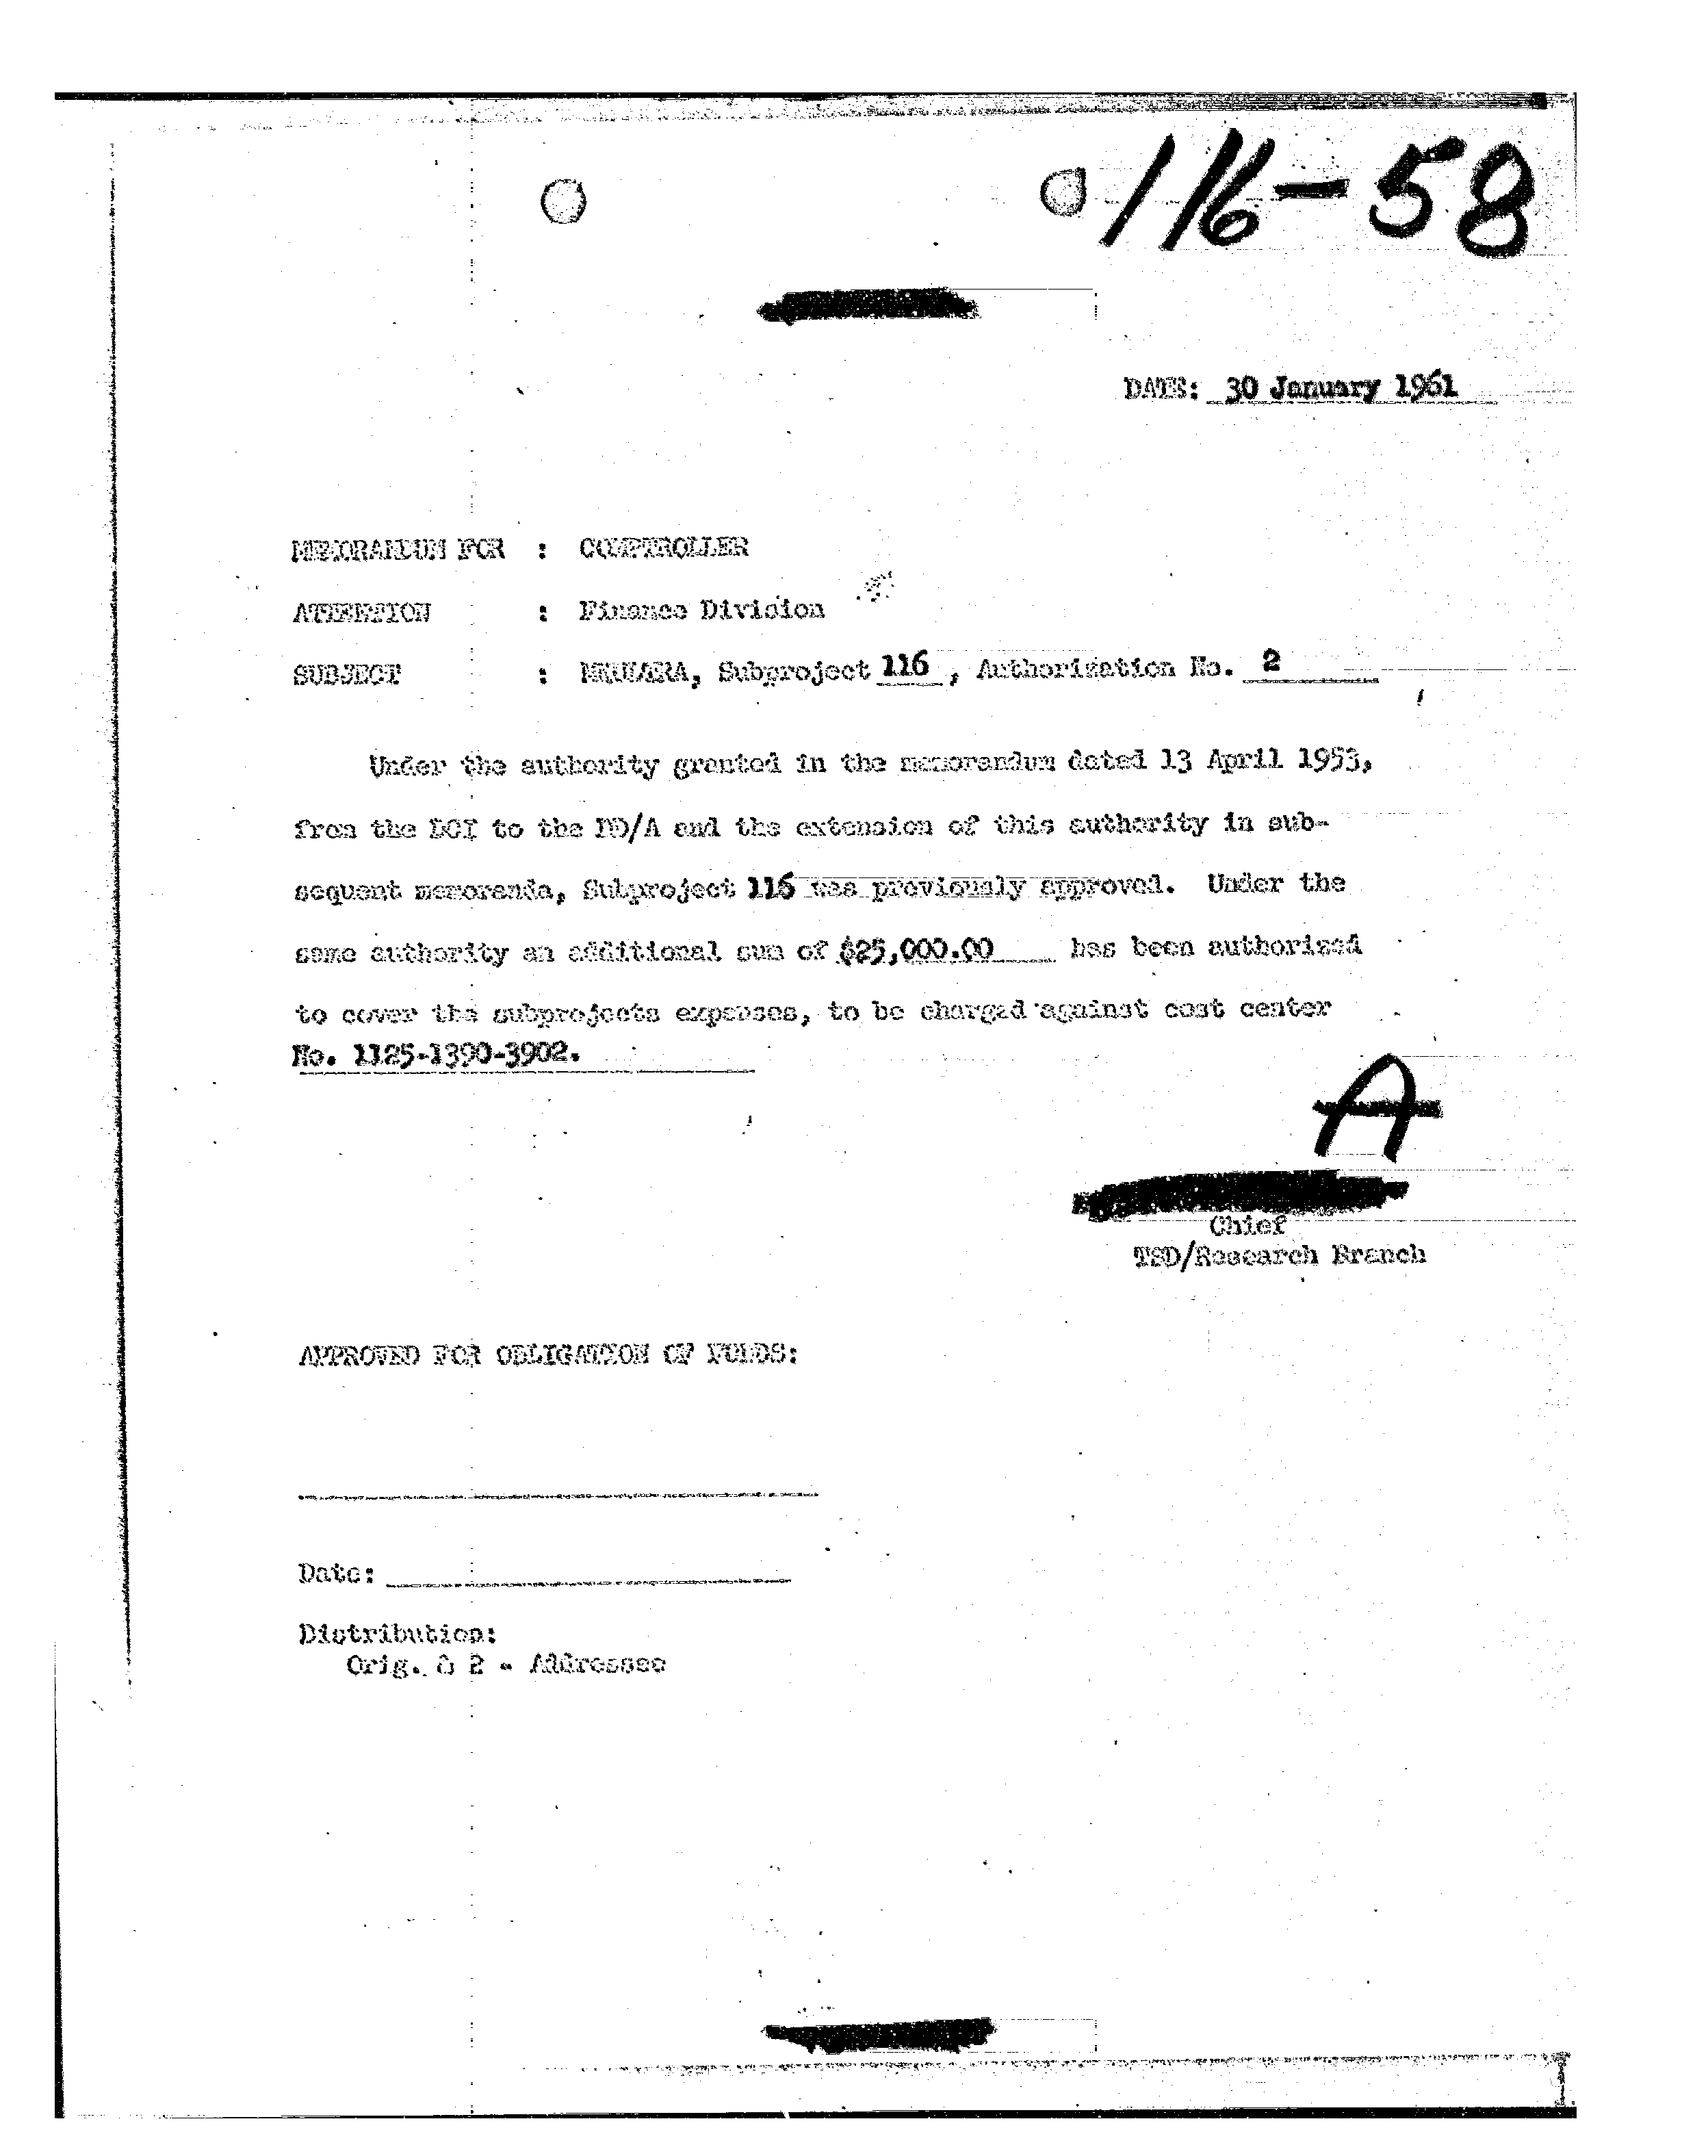 116-58
DATE: 30 January 1961
MEMORANDUM FOR : COMPTROLLER
ATTENTION : Finance Division
SUBJECT : MKULTRA, Subproject 116, Authorization No. 2
Under the authority granted in the memorandum dated 13 April 1953,
from the DCI to the DD/A and the extension of this authority in sub-
sequent memoranda, Subproject 116 was previously approved. Under the
same authority an additional sum of $25,000.00 has been authorized
to cover the subprojects expenses, to be charged against cost center
No. 1125-1390-3902.
A
Chief
TSD/Research Branch
APPROVED FOR OBLIGATION OF FUNDS:
Date:
Distribution:
Orig. & 2 - Addressee